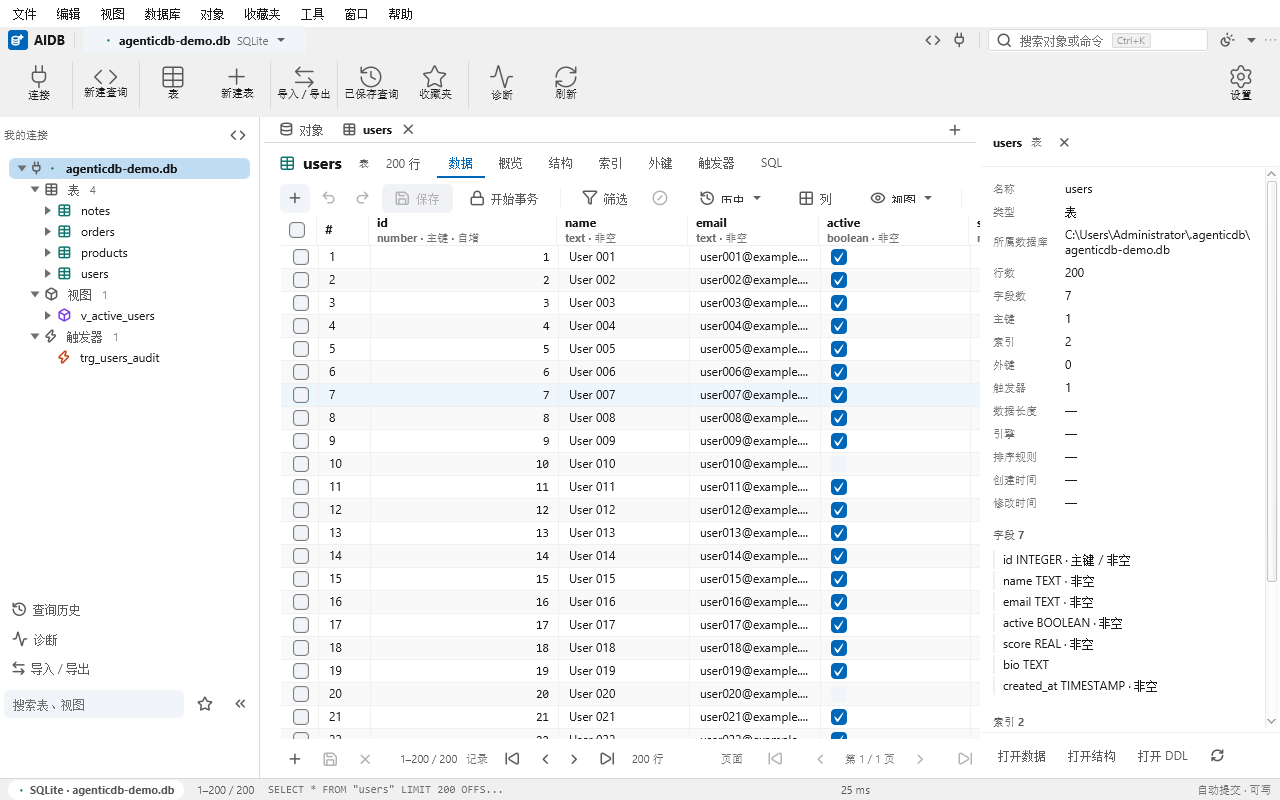 文件 编辑 视图 数据库 对象 收藏夹 工具 窗口 帮助
AIDB · agenticdb-demo.db SQLite 搜索对象或命令 Ctrl+K
连接 新建查询 表 新建表 导入 / 导出 已保存查询 收藏夹 诊断 刷新 设置
我的连接
· agenticdb-demo.db
表 4
notes
orders
products
users
视图 1
v_active_users
触发器 1
trg_users_audit
查询历史
诊断
导入 / 导出
搜索表、视图
对象 users
users 表 200 行 数据 概览 结构 索引 外键 触发器 SQL
保存 开始事务 筛选 历史 列 视图
# id name email active
number · 主键 · 自增 text · 非空 text · 非空 boolean · 非空
1 1 User 001 user001@example....
2 2 User 002 user002@example....
3 3 User 003 user003@example....
4 4 User 004 user004@example....
5 5 User 005 user005@example....
6 6 User 006 user006@example....
7 7 User 007 user007@example....
8 8 User 008 user008@example....
9 9 User 009 user009@example....
10 10 User 010 user010@example....
11 11 User 011 user011@example....
12 12 User 012 user012@example....
13 13 User 013 user013@example....
14 14 User 014 user014@example....
15 15 User 015 user015@example....
16 16 User 016 user016@example....
17 17 User 017 user017@example....
18 18 User 018 user018@example....
19 19 User 019 user019@example....
20 20 User 020 user020@example....
21 21 User 021 user021@example....
1–200 / 200 记录 200 行 页面 第 1 / 1 页
users 表
名称 users
类型 表
所属数据库 C:\Users\Administrator\.agenticdb\
agenticdb-demo.db
行数 200
字段数 7
主键 1
索引 2
外键 0
触发器 1
数据长度 —
引擎 —
排序规则 —
创建时间 —
修改时间 —
字段 7
id INTEGER · 主键 / 非空
name TEXT · 非空
email TEXT · 非空
active BOOLEAN · 非空
score REAL · 非空
bio TEXT
created_at TIMESTAMP · 非空
索引 2
打开数据 打开结构 打开 DDL
· SQLite · agenticdb-demo.db 1–200 / 200 SELECT * FROM "users" LIMIT 200 OFFS... 25 ms 自动提交 · 可写